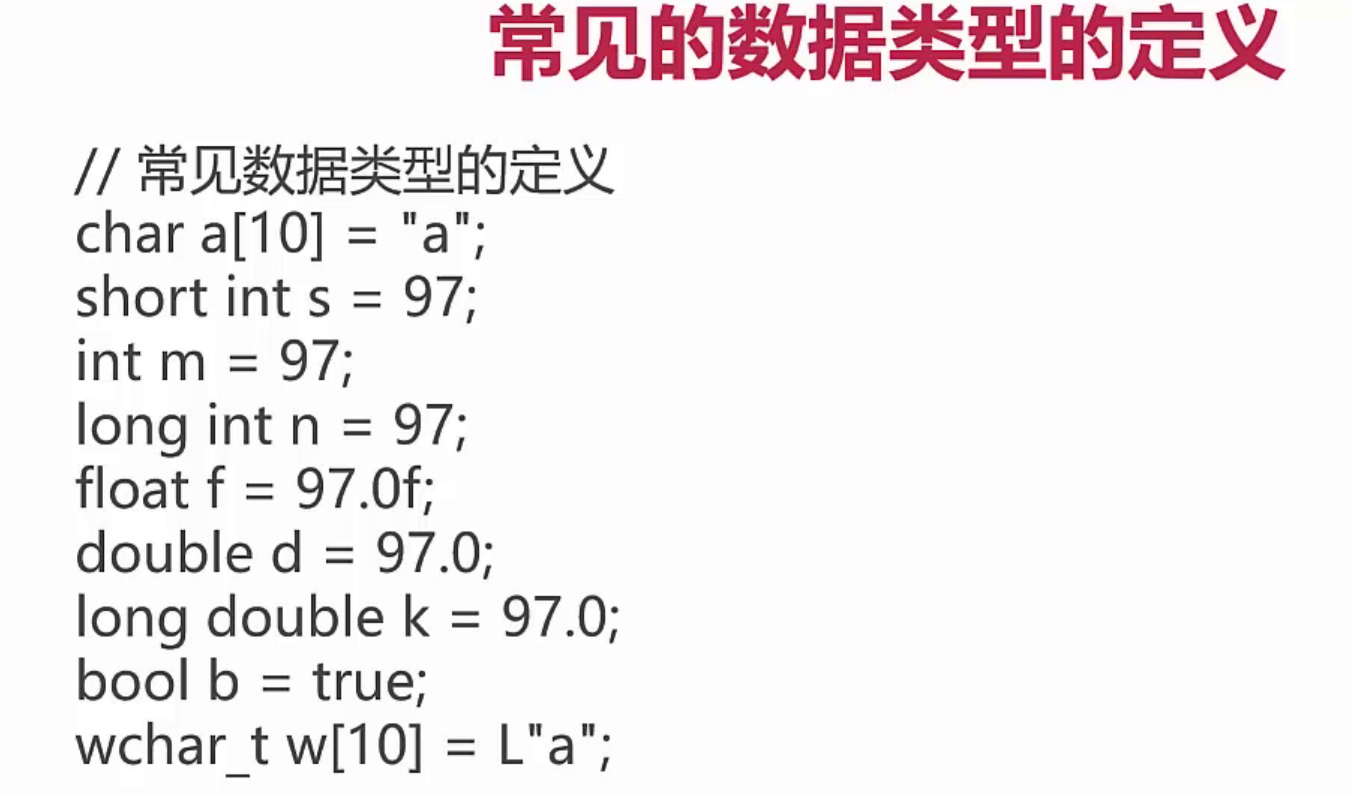 常见的数据类型的定义
// 常见数据类型的定义
char a[10] = "a";
short int s = 97;
int m = 97;
long int n = 97;
float f = 97.0f;
double d = 97.0;
long double k = 97.0;
bool b = true;
wchar_t w[10] = L"a";